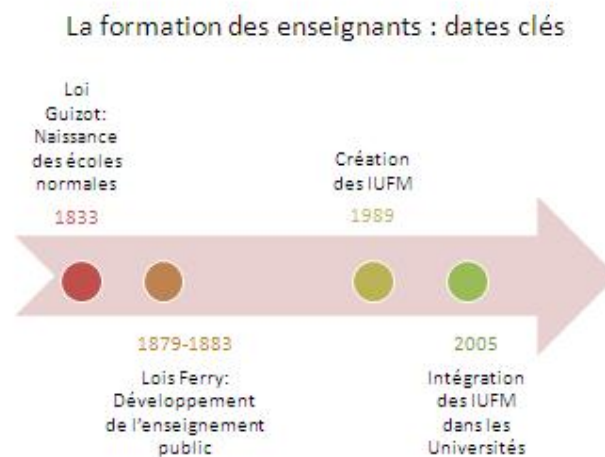 La formation des enseignants : dates clés
Loi
Guizot:
Naissance
des écoles
normales
1833
Création
des IUFM
1989
1879-1883
Lois Ferry:
Développement
de l'enseignement
public
2005
Intégration
des IUFM
dans les
Universités